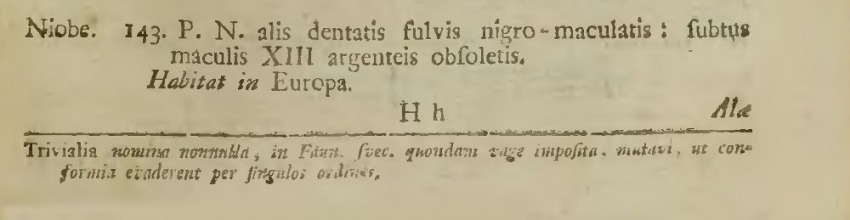 Niobe. 143. P. N. alis dentatis fulvis nigro-maculatis: ſubtus
maculis XIII argenteis obſoletis.
Habitat in Europa.
H h Alæ
Trivialia nomina nonnulla, in Faun. ſvec. quondam vage impoſita, mutavi, ut con-
formia evaderent per ſingulos ordines.